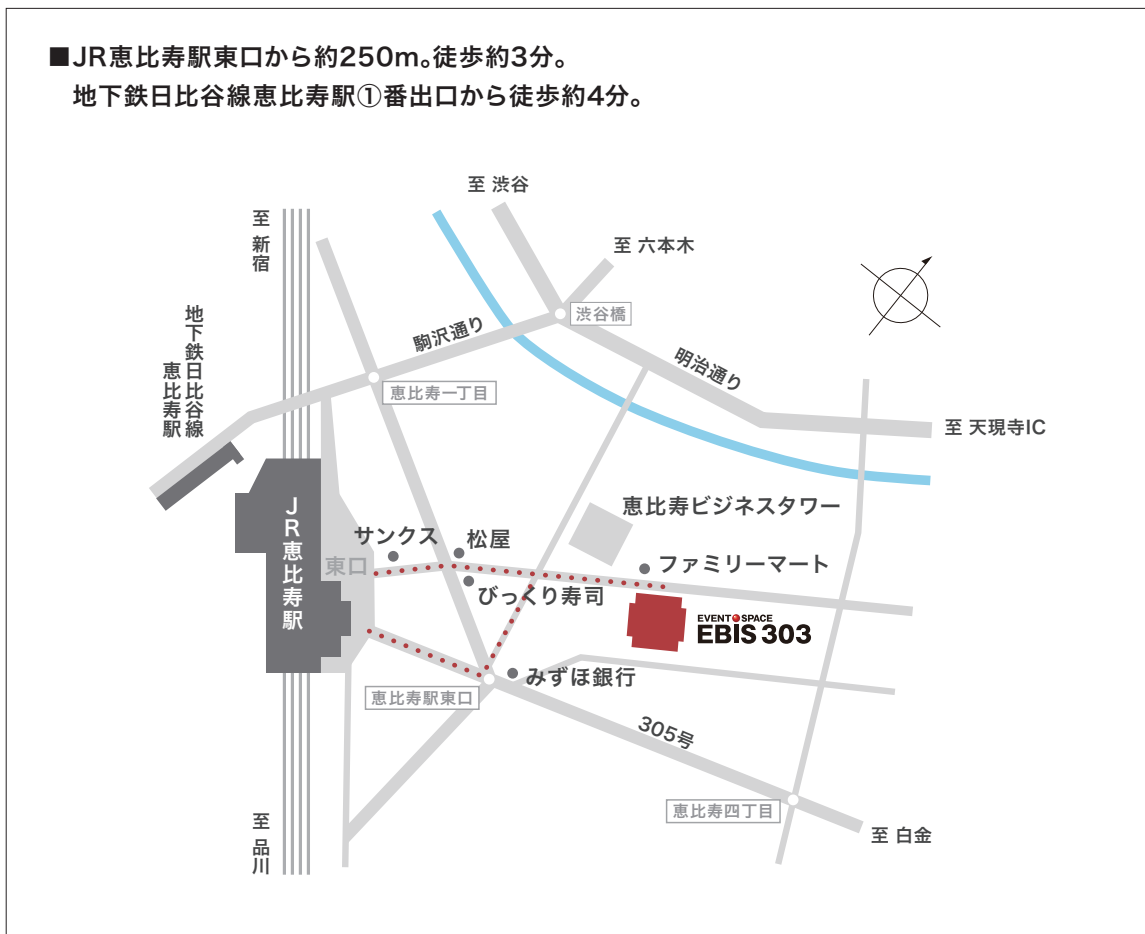 ■JR恵比寿駅東口から約250m。徒歩約3分。
地下鉄日比谷線恵比寿駅①番出口から徒歩約4分。
至 渋谷
至 新宿
至 六本木
渋谷橋
地下鉄日比谷線
恵比寿駅
駒沢通り
明治通り
恵比寿一丁目
至 天現寺IC
恵比寿ビジネスタワー
JR恵比寿駅
サンクス
松屋
東口
ファミリーマート
びっくり寿司
EVENT SPACE
EBiS 303
みずほ銀行
恵比寿駅東口
305号
恵比寿四丁目
至 品川
至 白金